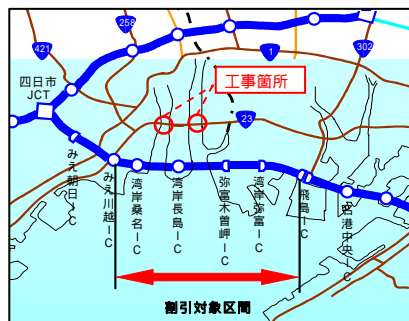 258
421
1
302
四日市
JCT
工事箇所
23
みえ朝日IC
みえ川越IC
湾岸桑名IC
湾岸長島IC
弥富木曽岬IC
湾岸弥富IC
飛島IC
名港中央IC
割引対象区間